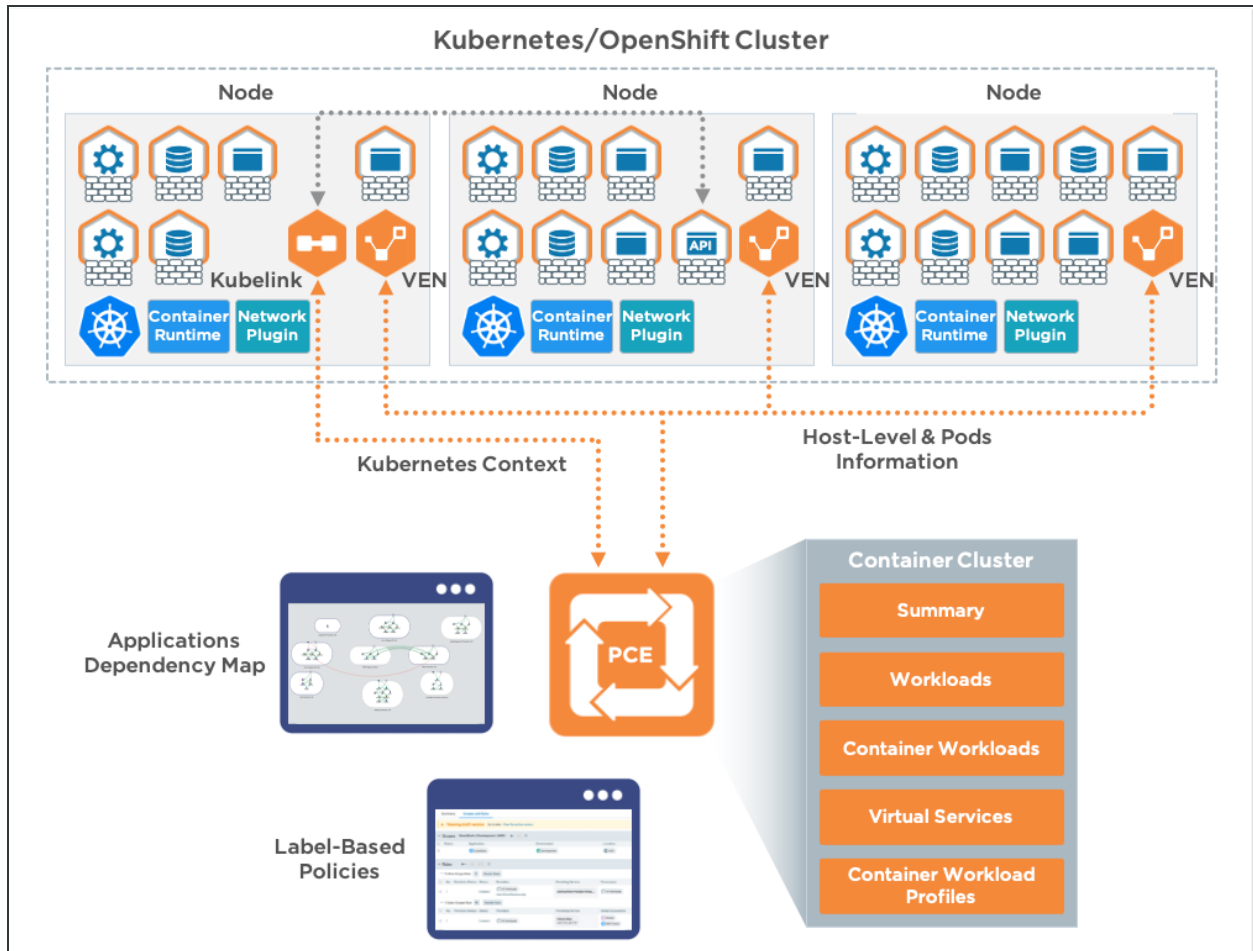 Kubernetes/OpenShift Cluster
Node
Node
Node
API
Kubelink
VEN
VEN
VEN
Container
Runtime
Network
Plugin
Container
Runtime
Network
Plugin
Container
Runtime
Network
Plugin
Host-Level & Pods
Information
Kubernetes Context
Container Cluster
Summary
Applications
Dependency Map
PCE
Workloads
Container Workloads
Virtual Services
Label-Based
Policies
Container Workload
Profiles